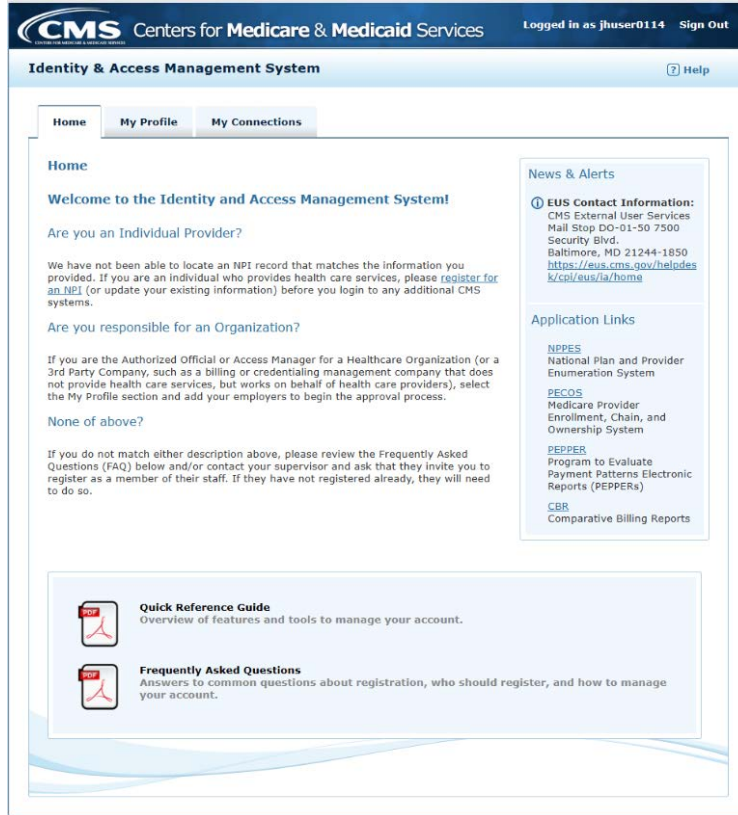 CMS Centers for Medicare & Medicaid Services
CENTERS FOR MEDICARE & MEDICAID SERVICES
Logged in as jhuser0114 Sign Out
Identity & Access Management System
? Help
Home My Profile My Connections
Home
Welcome to the Identity and Access Management System!
Are you an Individual Provider?
We have not been able to locate an NPI record that matches the information you
provided. If you are an individual who provides health care services, please register for
an NPI (or update your existing information) before you login to any additional CMS
systems.
Are you responsible for an Organization?
If you are the Authorized Official or Access Manager for a Healthcare Organization (or a
3rd Party Company, such as a billing or credentialing management company that does
not provide health care services, but works on behalf of health care providers), select
the My Profile section and add your employers to begin the approval process.
None of above?
If you do not match either description above, please review the Frequently Asked
Questions (FAQ) below and/or contact your supervisor and ask that they invite you to
register as a member of their staff. If they have not registered already, they will need
to do so.
News & Alerts
EUS Contact Information:
CMS External User Services
Mail Stop DO-01-50 7500
Security Blvd.
Baltimore, MD 21244-1850
https://eus.cms.gov/helpdes
k/cpi/eus/ia/home
Application Links
NPPES
National Plan and Provider
Enumeration System
PECOS
Medicare Provider
Enrollment, Chain, and
Ownership System
PEPPER
Program to Evaluate
Payment Patterns Electronic
Reports (PEPPERs)
CBR
Comparative Billing Reports
PDF
Quick Reference Guide
Overview of features and tools to manage your account.
PDF
Frequently Asked Questions
Answers to common questions about registration, who should register, and how to manage
your account.